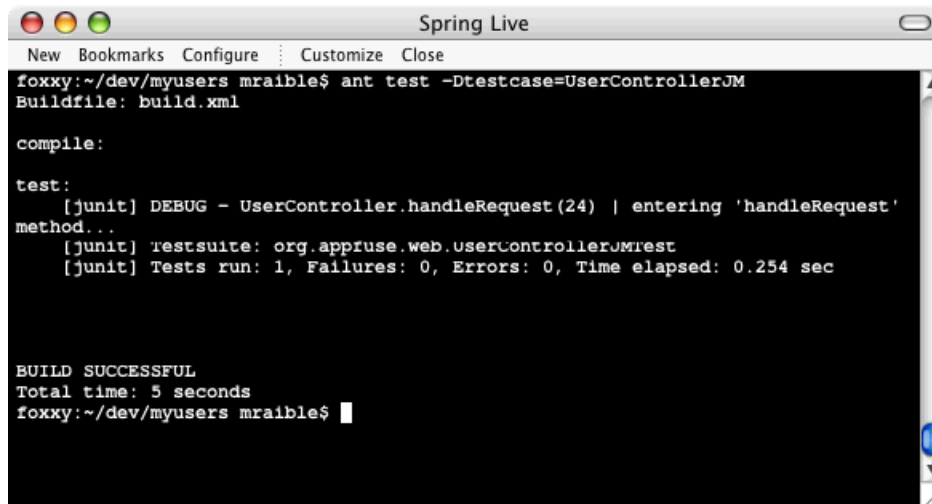 Spring Live
New Bookmarks Configure Customize Close
foxxy:~/dev/myusers mraible$ ant test -Dtestcase=UserControllerJM
Buildfile: build.xml
compile:
test:
[junit] DEBUG - UserController.handleRequest(24) | entering 'handleRequest'
method...
[junit] Testsuite: org.appfuse.web.UserControllerJMTest
[junit] Tests run: 1, Failures: 0, Errors: 0, Time elapsed: 0.254 sec
BUILD SUCCESSFUL
Total time: 5 seconds
foxxy:~/dev/myusers mraible$